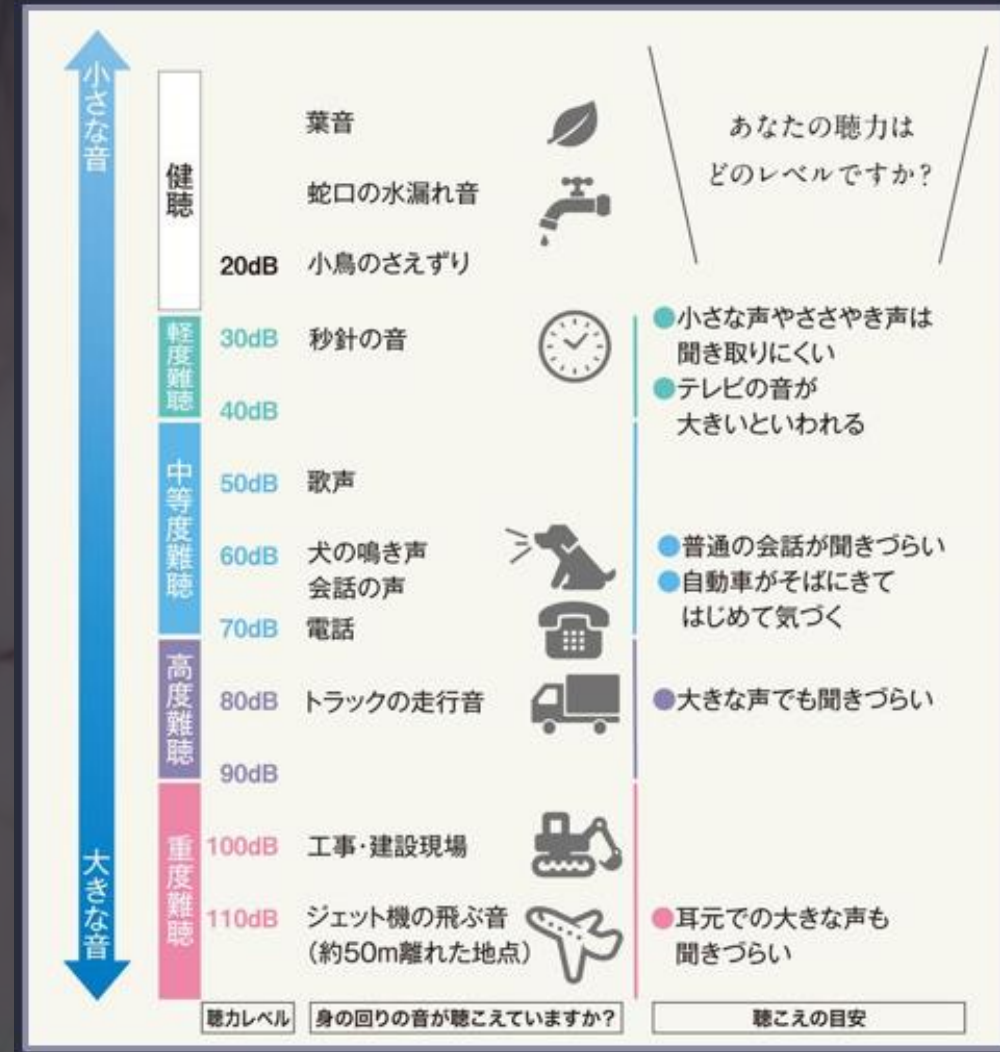 小さな音
大きな音
健聴
葉音
蛇口の水漏れ音
20dB 小鳥のさえずり
軽度難聴
30dB 秒針の音
40dB
中等度難聴
50dB 歌声
60dB 犬の鳴き声
会話の声
70dB 電話
高度難聴
80dB トラックの走行音
90dB
重度難聴
100dB 工事・建設現場
110dB ジェット機の飛ぶ音
(約50m離れた地点)
あなたの聴力は
どのレベルですか?
●小さな声やささやき声は
聞き取りにくい
●テレビの音が
大きいといわれる
●普通の会話が聞きづらい
●自動車がそばにきて
はじめて気づく
●大きな声でも聞きづらい
●耳元での大きな声も
聞きづらい
聴力レベル
身の回りの音が聴こえていますか?
聴こえの目安